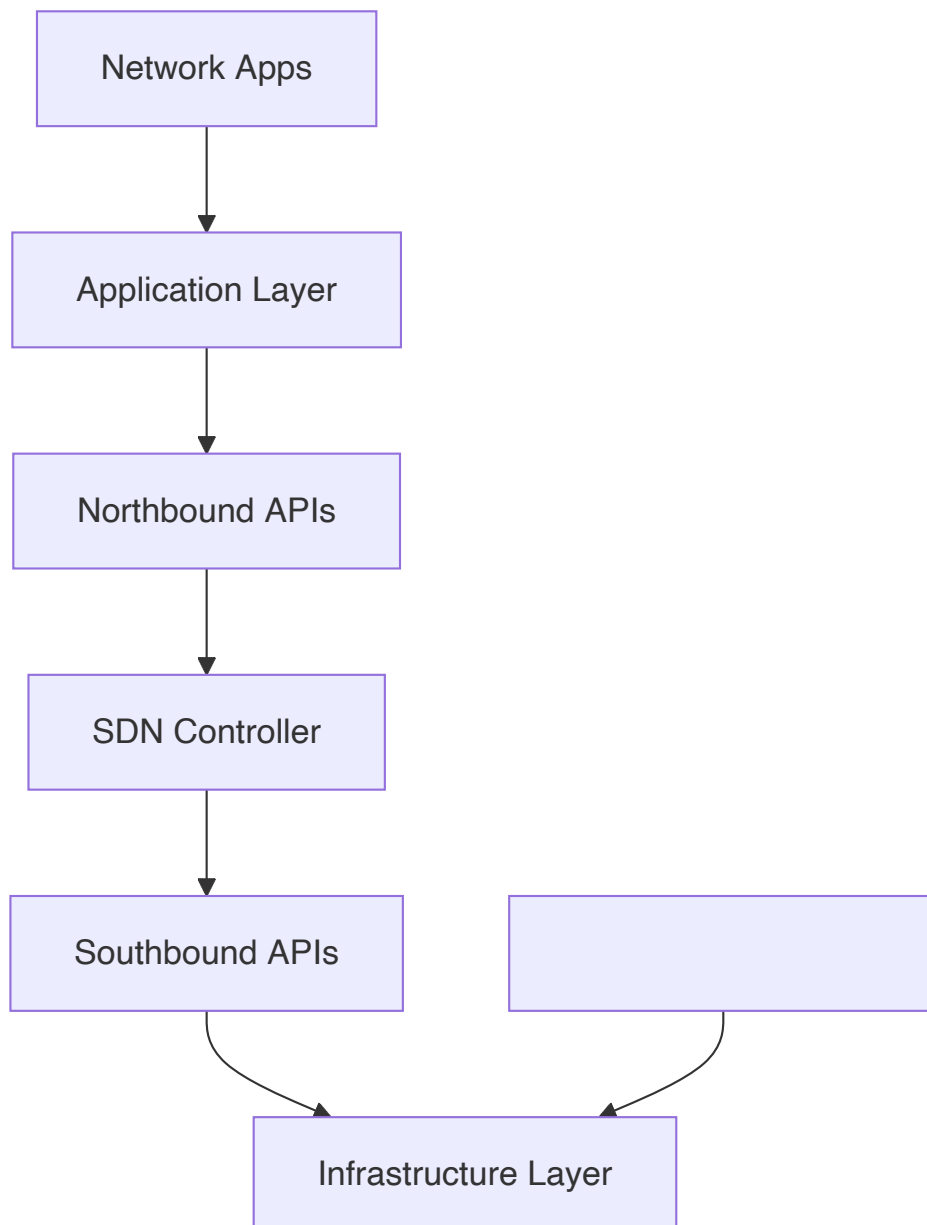 Network Apps
Application Layer
Northbound APIs
SDN Controller
Southbound APIs
Infrastructure Layer